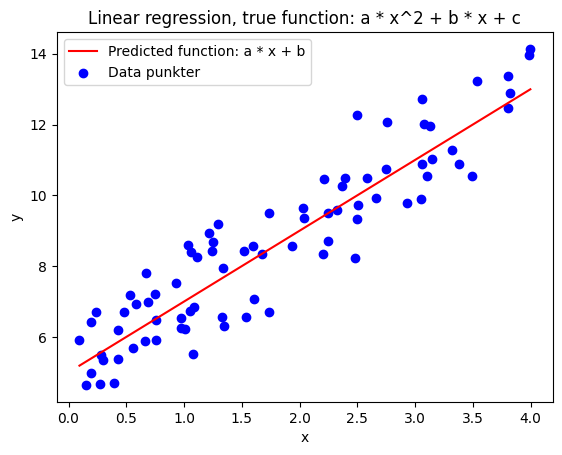 Linear regression, true function: a * x^2 + b * x + c
Predicted function: a * x + b
Data punkter
14
12
10
8
6
y
0.0 0.5 1.0 1.5 2.0 2.5 3.0 3.5 4.0
x